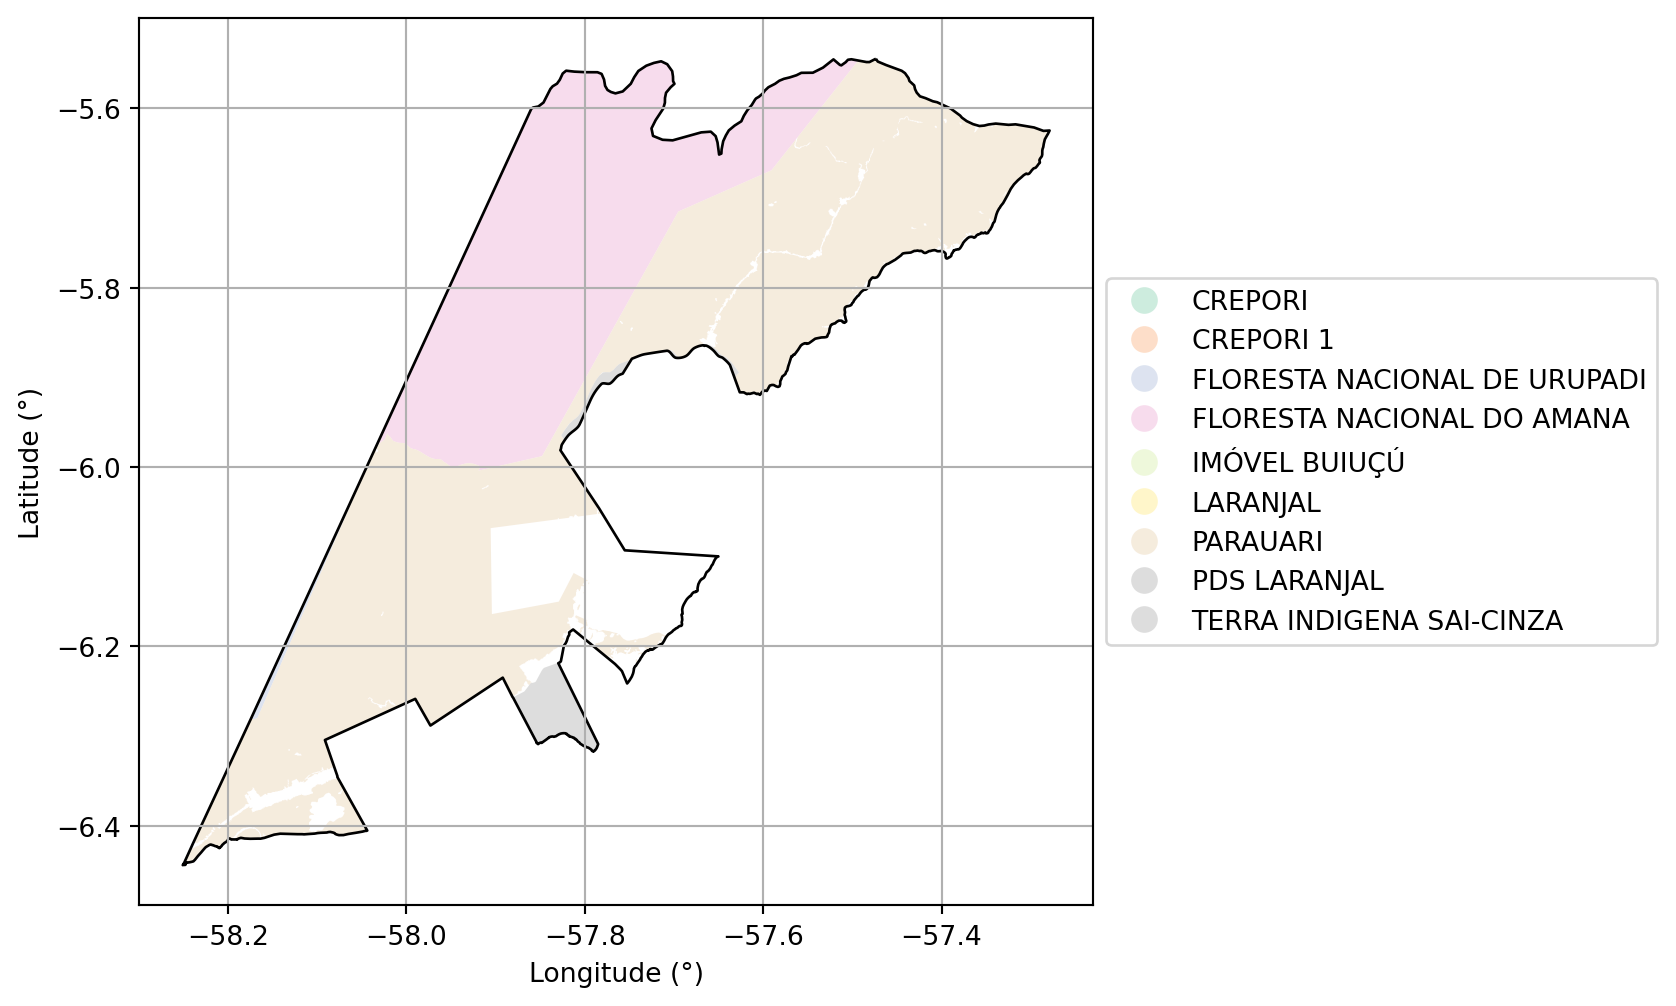 −5.6
−5.8
−6.0
−6.2
−6.4
Latitude (°)
−58.2
−58.0
−57.8
−57.6
−57.4
Longitude (°)
CREPORI
CREPORI 1
FLORESTA NACIONAL DE URUPADI
FLORESTA NACIONAL DO AMANA
IMÓVEL BUIUÇÚ
LARANJAL
PARAUARI
PDS LARANJAL
TERRA INDIGENA SAI-CINZA